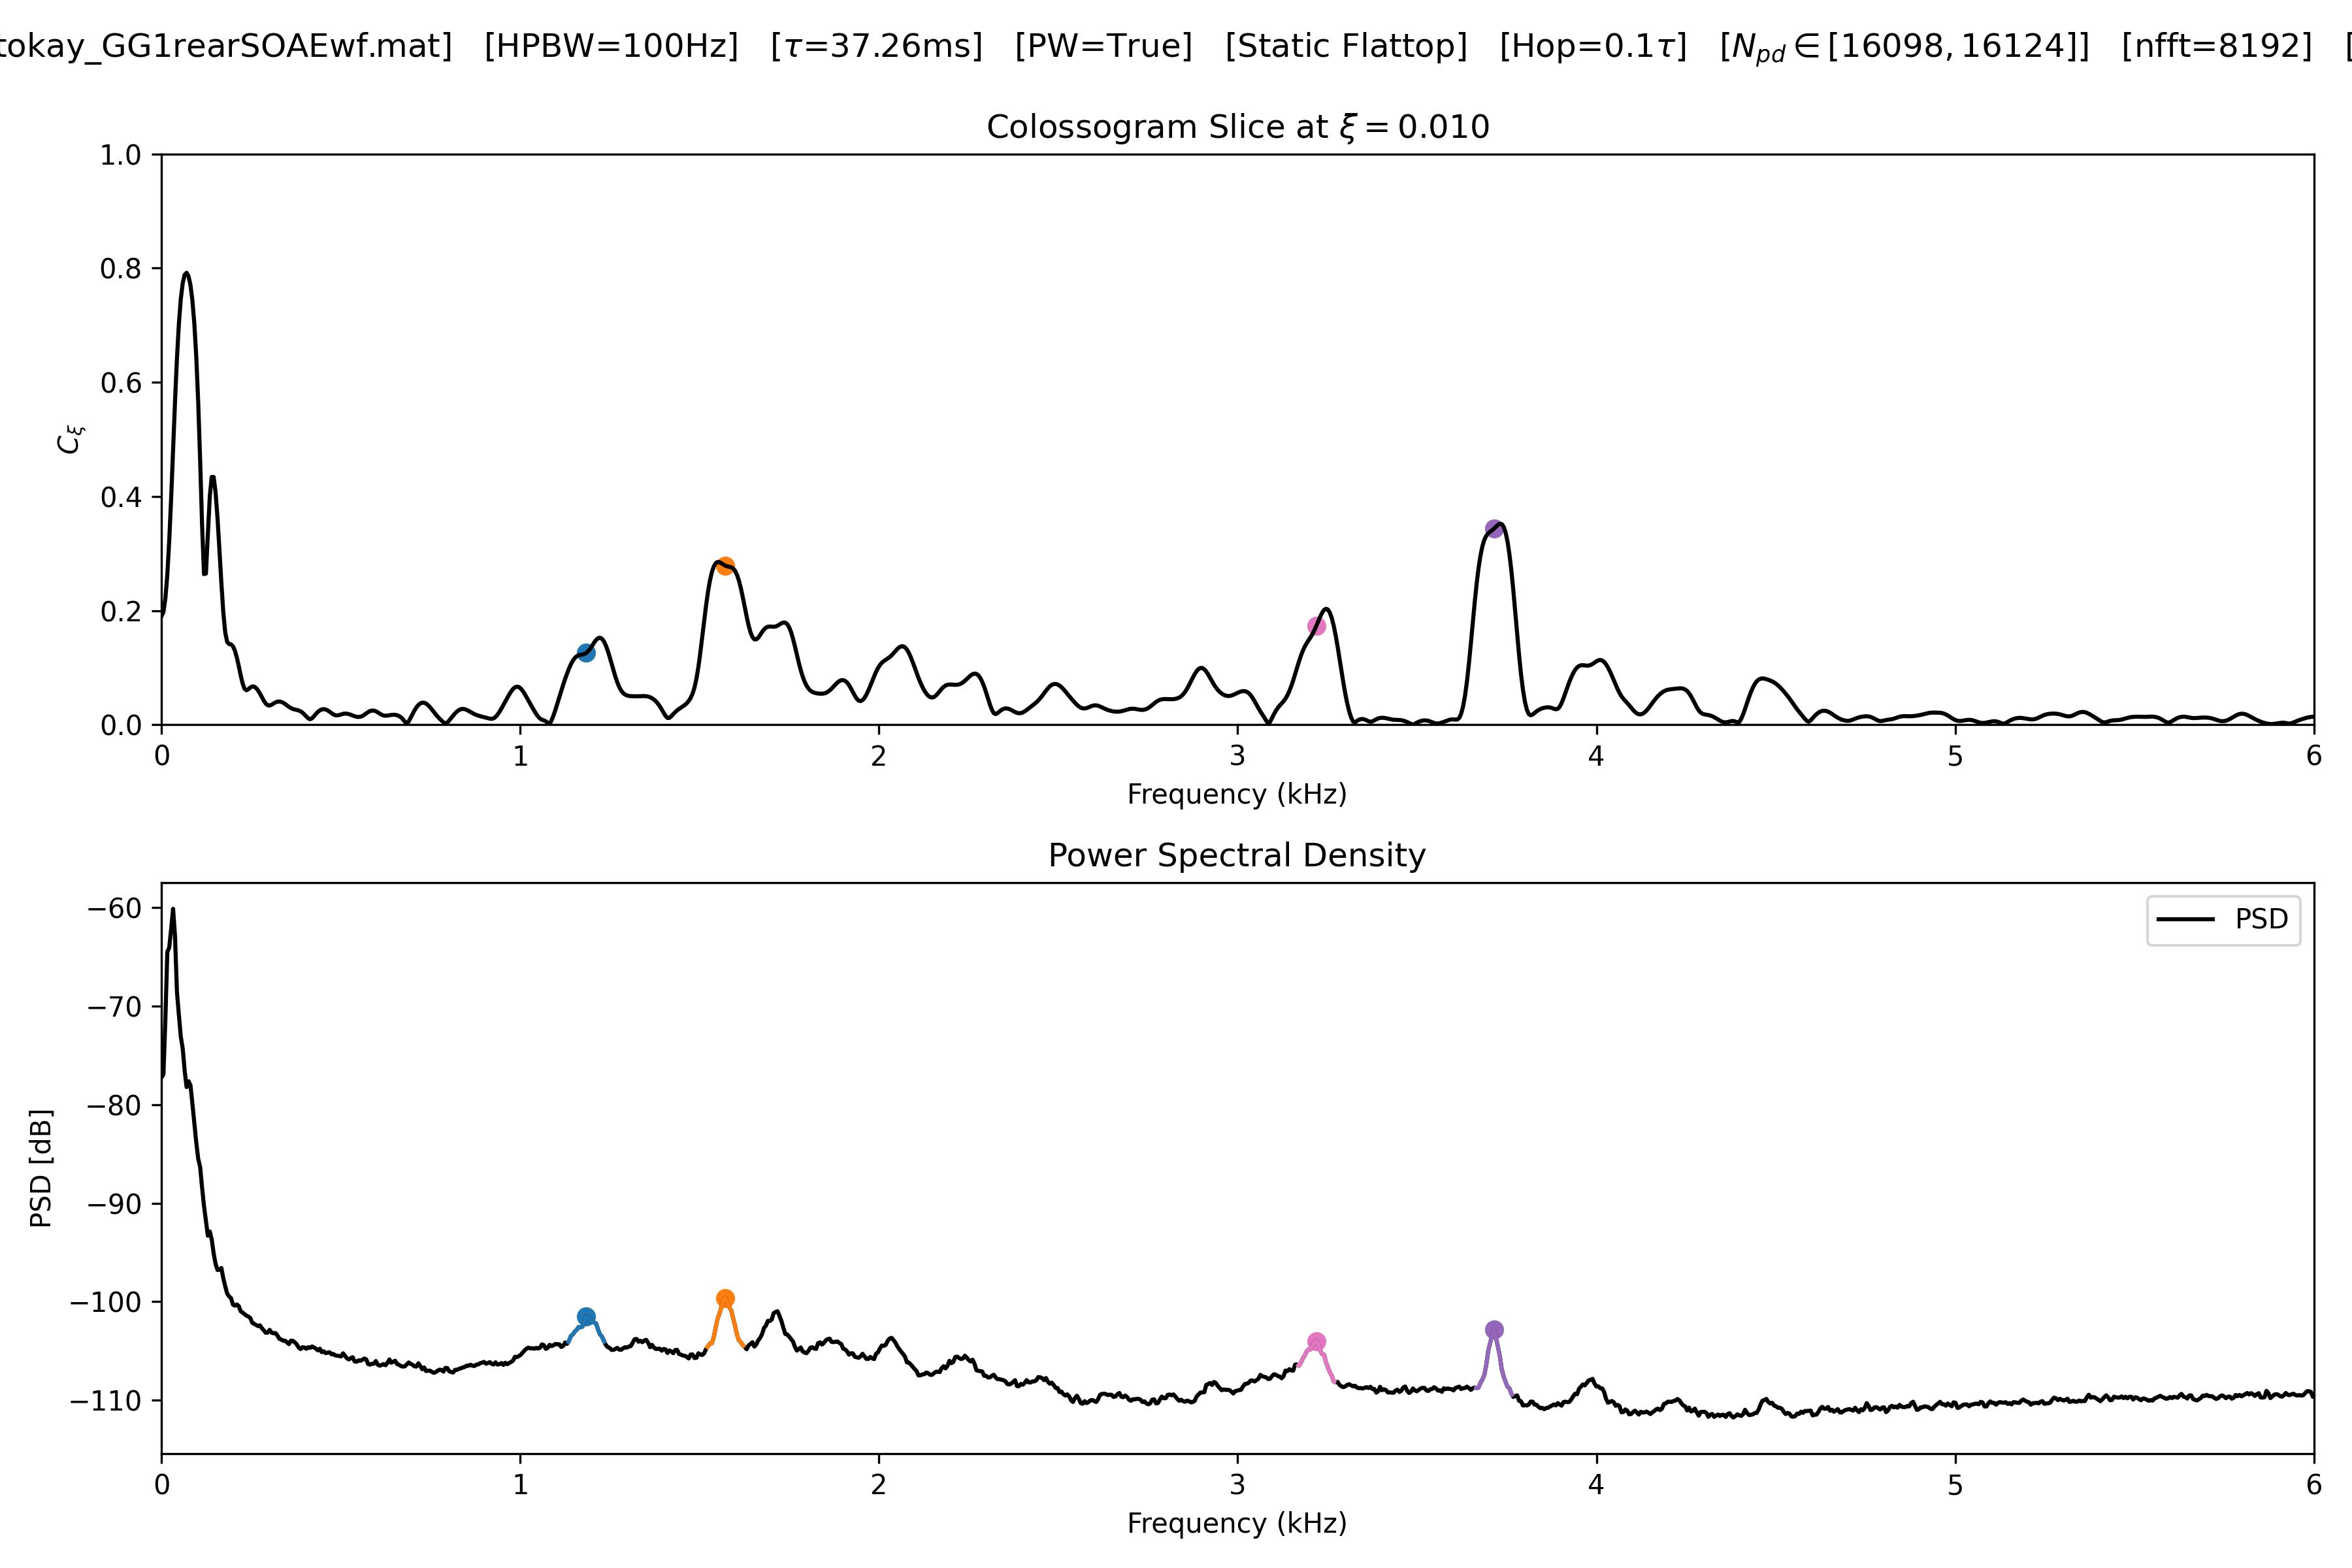 tokay_GG1rearSOAEwf.mat] [HPBW=100Hz] [τ=37.26ms] [PW=True] [Static Flattop] [Hop=0.1τ] [N_pd ∈ [16098, 16124]] [nfft=8192] [
Colossogram Slice at ξ = 0.010
1.0
0.8
0.6
0.4
0.2
0.0
C_ξ
0 1 2 3 4 5 6
Frequency (kHz)
Power Spectral Density
−60
−70
−80
−90
−100
−110
PSD [dB]
PSD
0 1 2 3 4 5 6
Frequency (kHz)